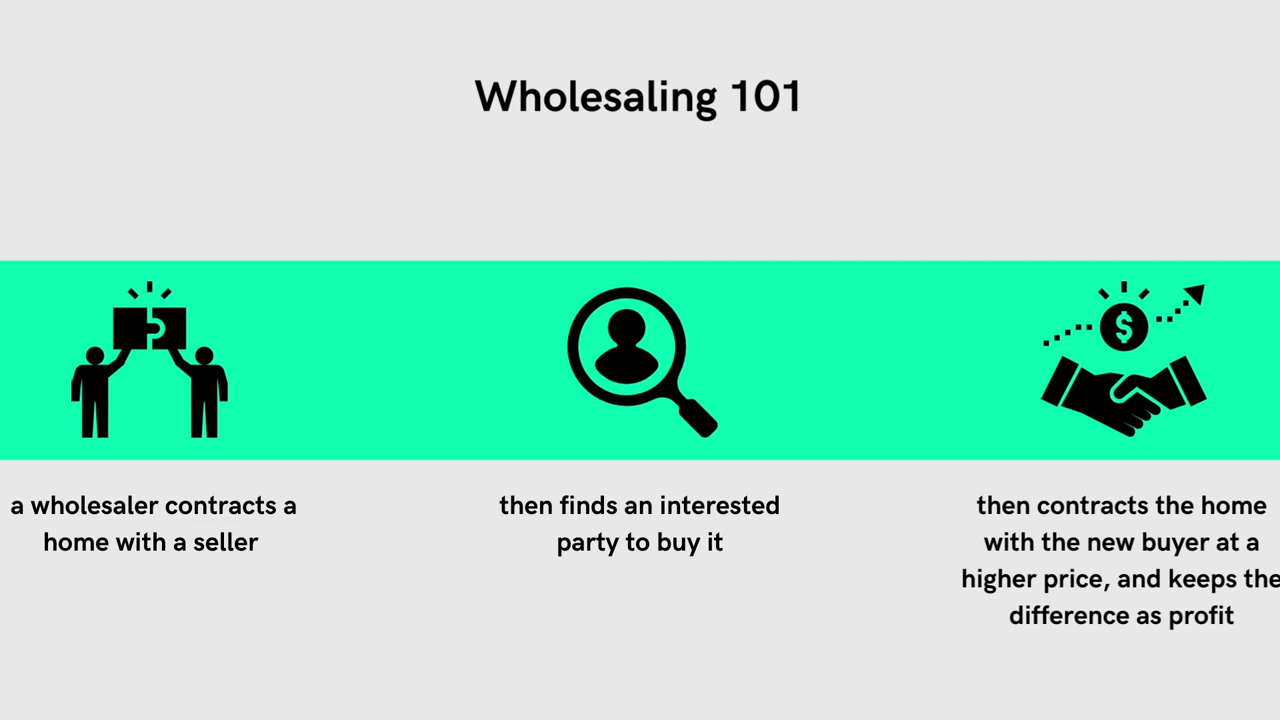 Wholesaling 101
$
a wholesaler contracts a
home with a seller
then finds an interested
party to buy it
then contracts the home
with the new buyer at a
higher price, and keeps the
difference as profit